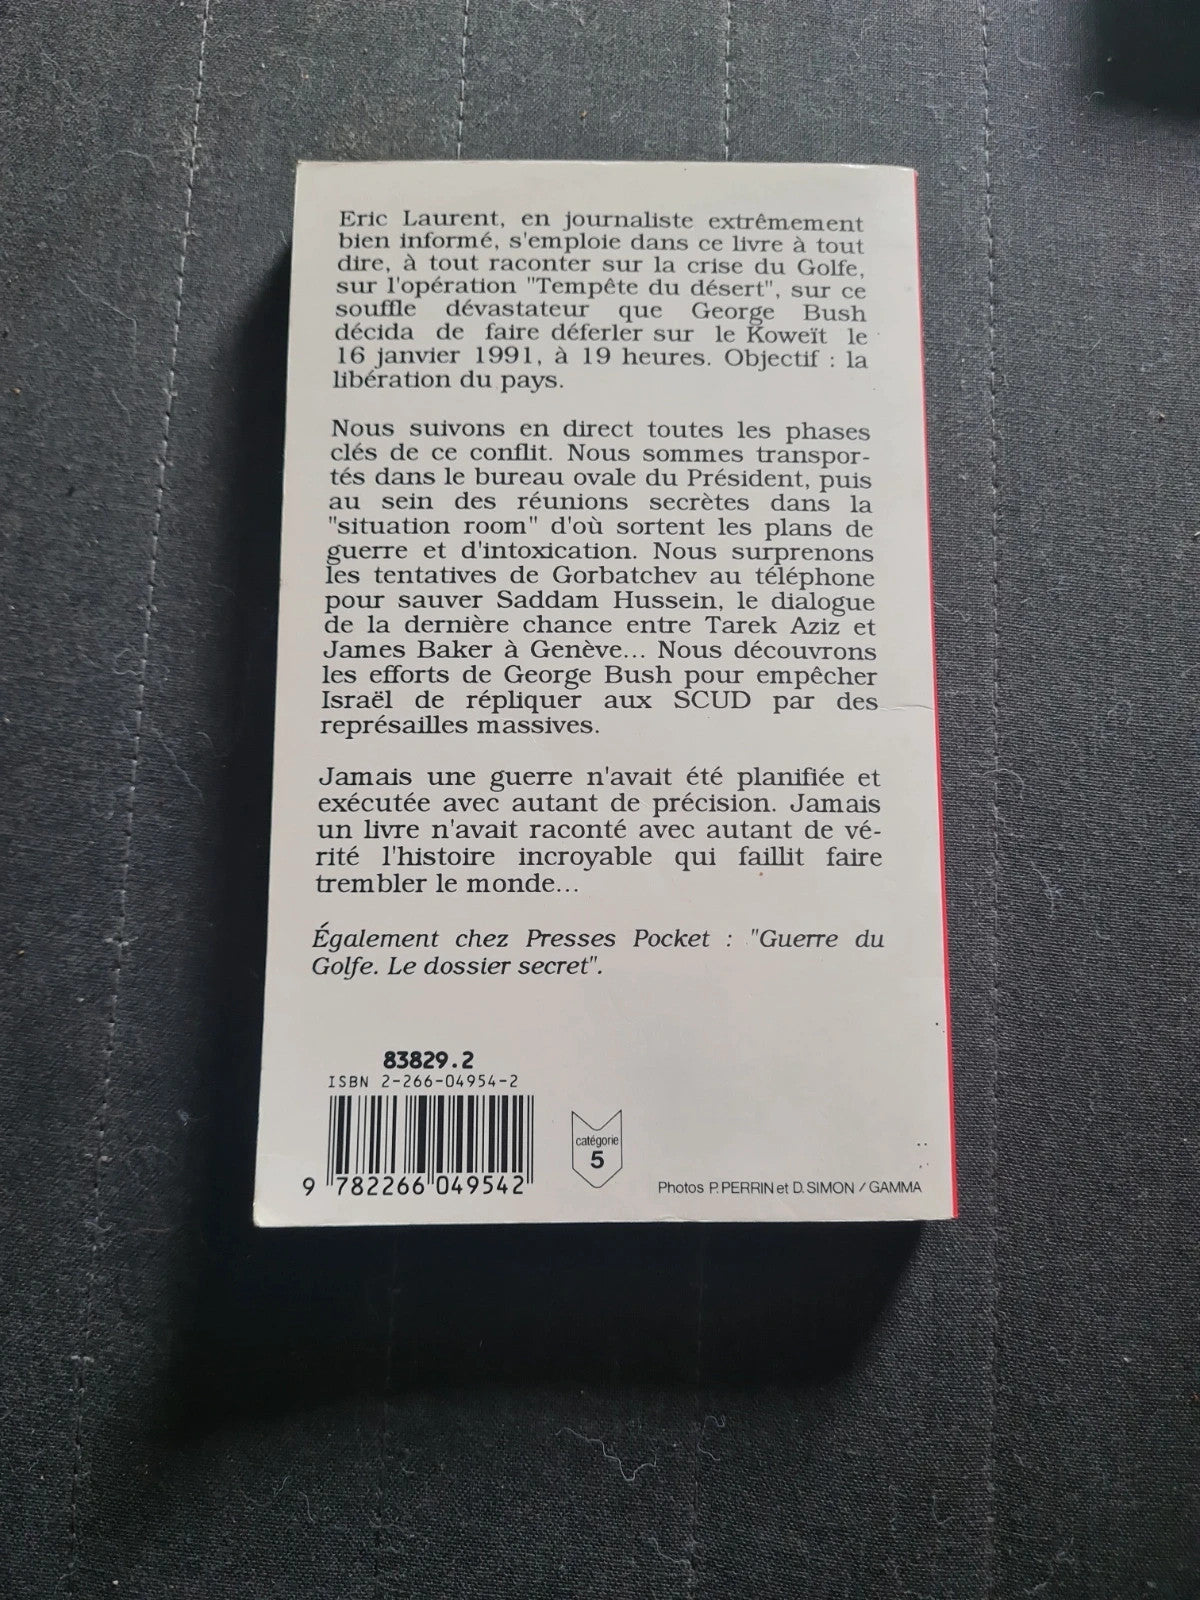 Eric Laurent, en journaliste extrêmement
bien informé, s'emploie dans ce livre à tout
dire, à tout raconter sur la crise du Golfe,
sur l'opération "Tempête du désert", sur ce
souffle dévastateur que George Bush
décida de faire déferler sur le Koweït le
16 janvier 1991, à 19 heures. Objectif : la
libération du pays.
Nous suivons en direct toutes les phases
clés de ce conflit. Nous sommes transpor-
tés dans le bureau ovale du Président, puis
au sein des réunions secrètes dans la
"situation room" d'où sortent les plans de
guerre et d'intoxication. Nous surprenons
les tentatives de Gorbatchev au téléphone
pour sauver Saddam Hussein, le dialogue
de la dernière chance entre Tarek Aziz et
James Baker à Genève... Nous découvrons
les efforts de George Bush pour empêcher
Israël de répliquer aux SCUD par des
représailles massives.
Jamais une guerre n'avait été planifiée et
exécutée avec autant de précision. Jamais
un livre n'avait raconté avec autant de vé-
rité l'histoire incroyable qui faillit faire
trembler le monde...
Également chez Presses Pocket : "Guerre du
Golfe. Le dossier secret".
83829.2
ISBN 2-266-04954-2
9 782266 049542
catégorie
5
Photos P. PERRIN et D. SIMON / GAMMA